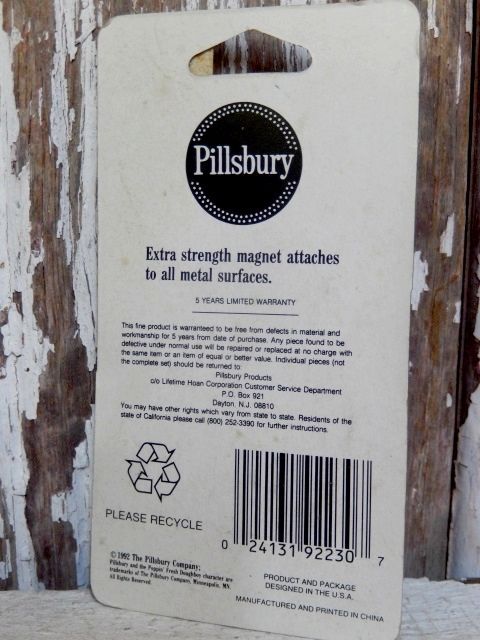 Pillsbury
Extra strength magnet attaches
to all metal surfaces.
5 YEARS LIMITED WARRANTY
This fine product is warranteed to be free from defects in material and
workmanship for 5 years from date of purchase. Any piece found to be
defective under normal use will be repaired or replaced at no charge with
the same item or an item of equal or better value. Individual pieces (not
the complete set) should be returned to:
Pillsbury Products
c/o Lifetime Hoan Corporation Customer Service Department
P.O. Box 921
Dayton, N.J. 08810
You may have other rights which vary from state to state. Residents of the
state of California please call (800) 252-3390 for further instructions.
PLEASE RECYCLE
0 24131 92230 7
© 1992 The Pillsbury Company;
Pillsbury and the Poppin' Fresh Doughboy character are
trademarks of The Pillsbury Company, Minneapolis, MN
All Rights Reserved.
PRODUCT AND PACKAGE
DESIGNED IN THE U.S.A.
MANUFACTURED AND PRINTED IN CHINA